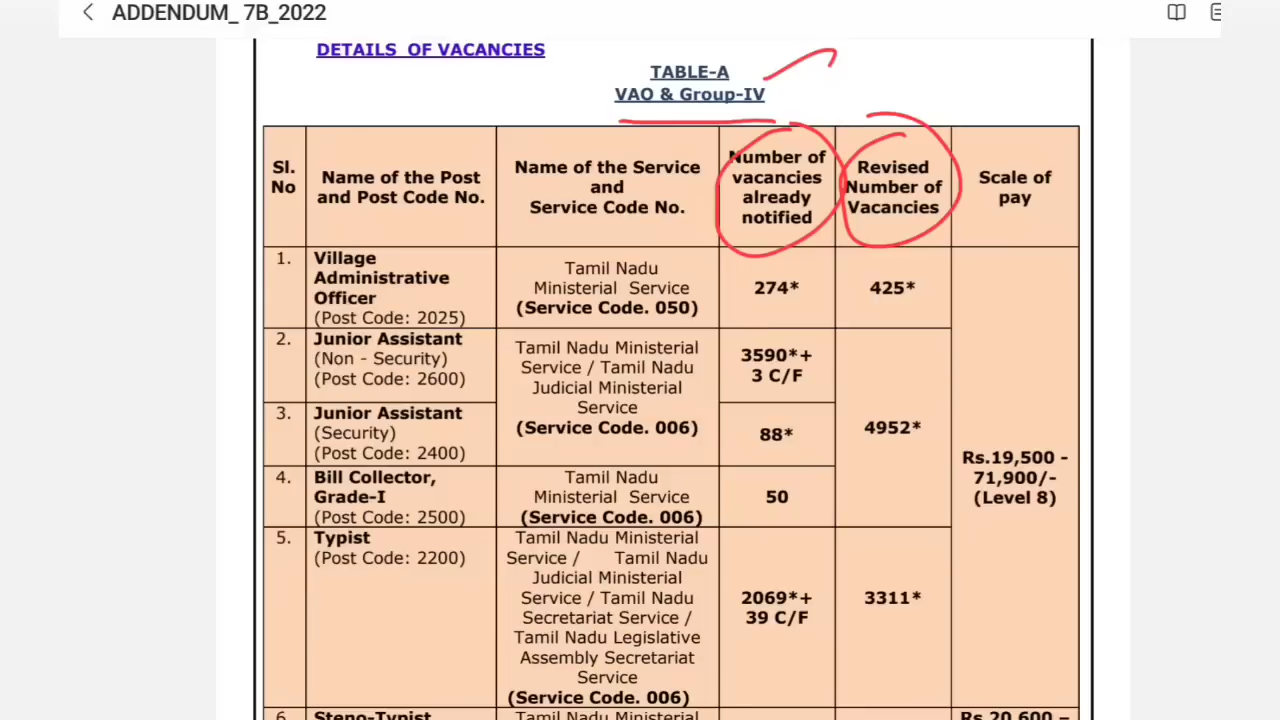 ADDENDUM_ 7B_2022
DETAILS OF VACANCIES
TABLE-A
VAO & Group-IV
Sl.
No
Name of the Post
and Post Code No.
Name of the Service
and
Service Code No.
Number of
vacancies
already
notified
Revised
Number of
Vacancies
Scale of
pay
1.
Village
Administrative
Officer
(Post Code: 2025)
Tamil Nadu
Ministerial Service
(Service Code. 050)
274*
425*
2.
Junior Assistant
(Non - Security)
(Post Code: 2600)
Tamil Nadu Ministerial
Service / Tamil Nadu
Judicial Ministerial
Service
(Service Code. 006)
3590*+
3 C/F
3.
Junior Assistant
(Security)
(Post Code: 2400)
88*
4952*
4.
Bill Collector,
Grade-I
(Post Code: 2500)
Tamil Nadu
Ministerial Service
(Service Code. 006)
50
Rs.19,500 -
71,900/-
(Level 8)
5.
Typist
(Post Code: 2200)
Tamil Nadu Ministerial
Service / Tamil Nadu
Judicial Ministerial
Service / Tamil Nadu
Secretariat Service /
Tamil Nadu Legislative
Assembly Secretariat
Service
(Service Code. 006)
2069*+
39 C/F
3311*
6.
Steno-Typist
Tamil Nadu Ministerial
Rs.20,600 –